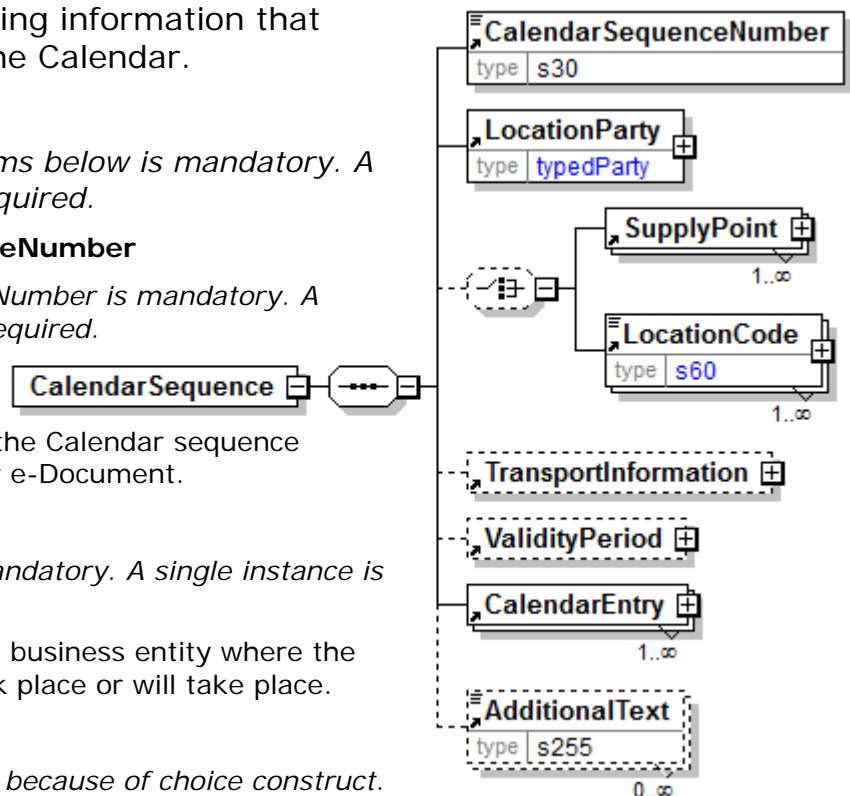 ing information that
ne Calendar.
ms below is mandatory. A
quired.
eNumber
Number is mandatory. A
equired.
the Calendar sequence
e-Document.
andatory. A single instance is
business entity where the
k place or will take place.
because of choice construct.
CalendarSequence
CalendarSequenceNumber
type s30
LocationParty
type typedParty
SupplyPoint
1..∞
LocationCode
type s60
1..∞
TransportInformation
ValidityPeriod
CalendarEntry
1..∞
AdditionalText
type s255
0..∞